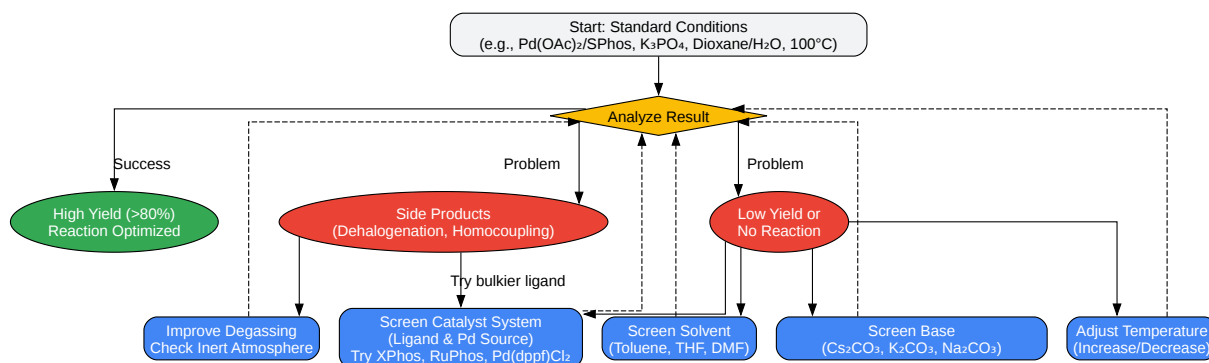 Start: Standard Conditions
(e.g., Pd(OAc)₂/SPhos, K₃PO₄, Dioxane/H₂O, 100°C)
Analyze Result
Success
Problem
Problem
High Yield (>80%)
Reaction Optimized
Side Products
(Dehalogenation, Homocoupling)
Low Yield or
No Reaction
Try bulkier ligand
Improve Degassing
Check Inert Atmosphere
Screen Catalyst System
(Ligand & Pd Source)
Try XPhos, RuPhos, Pd(dppf)Cl₂
Screen Solvent
(Toluene, THF, DMF)
Screen Base
(Cs₂CO₃, K₂CO₃, Na₂CO₃)
Adjust Temperature
(Increase/Decrease)